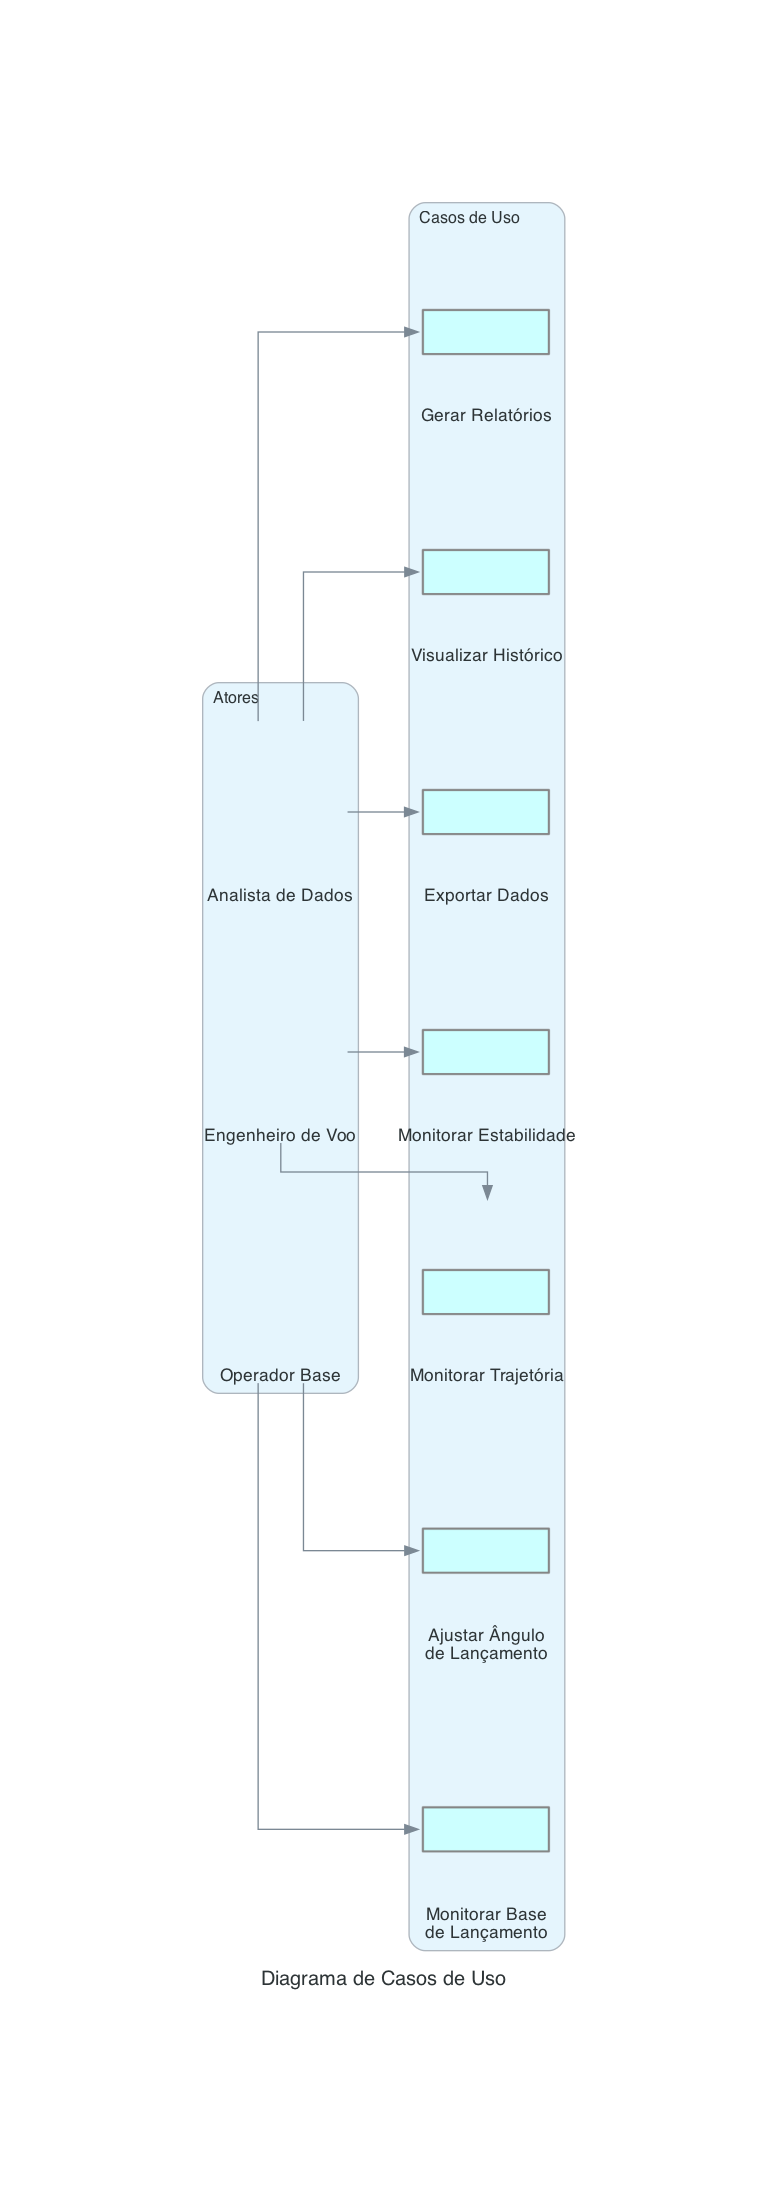 Casos de Uso
Gerar Relatórios
Visualizar Histórico
Atores
Analista de Dados
Exportar Dados
Engenheiro de Voo
Monitorar Estabilidade
Operador Base
Monitorar Trajetória
Ajustar Ângulo
de Lançamento
Monitorar Base
de Lançamento
Diagrama de Casos de Uso